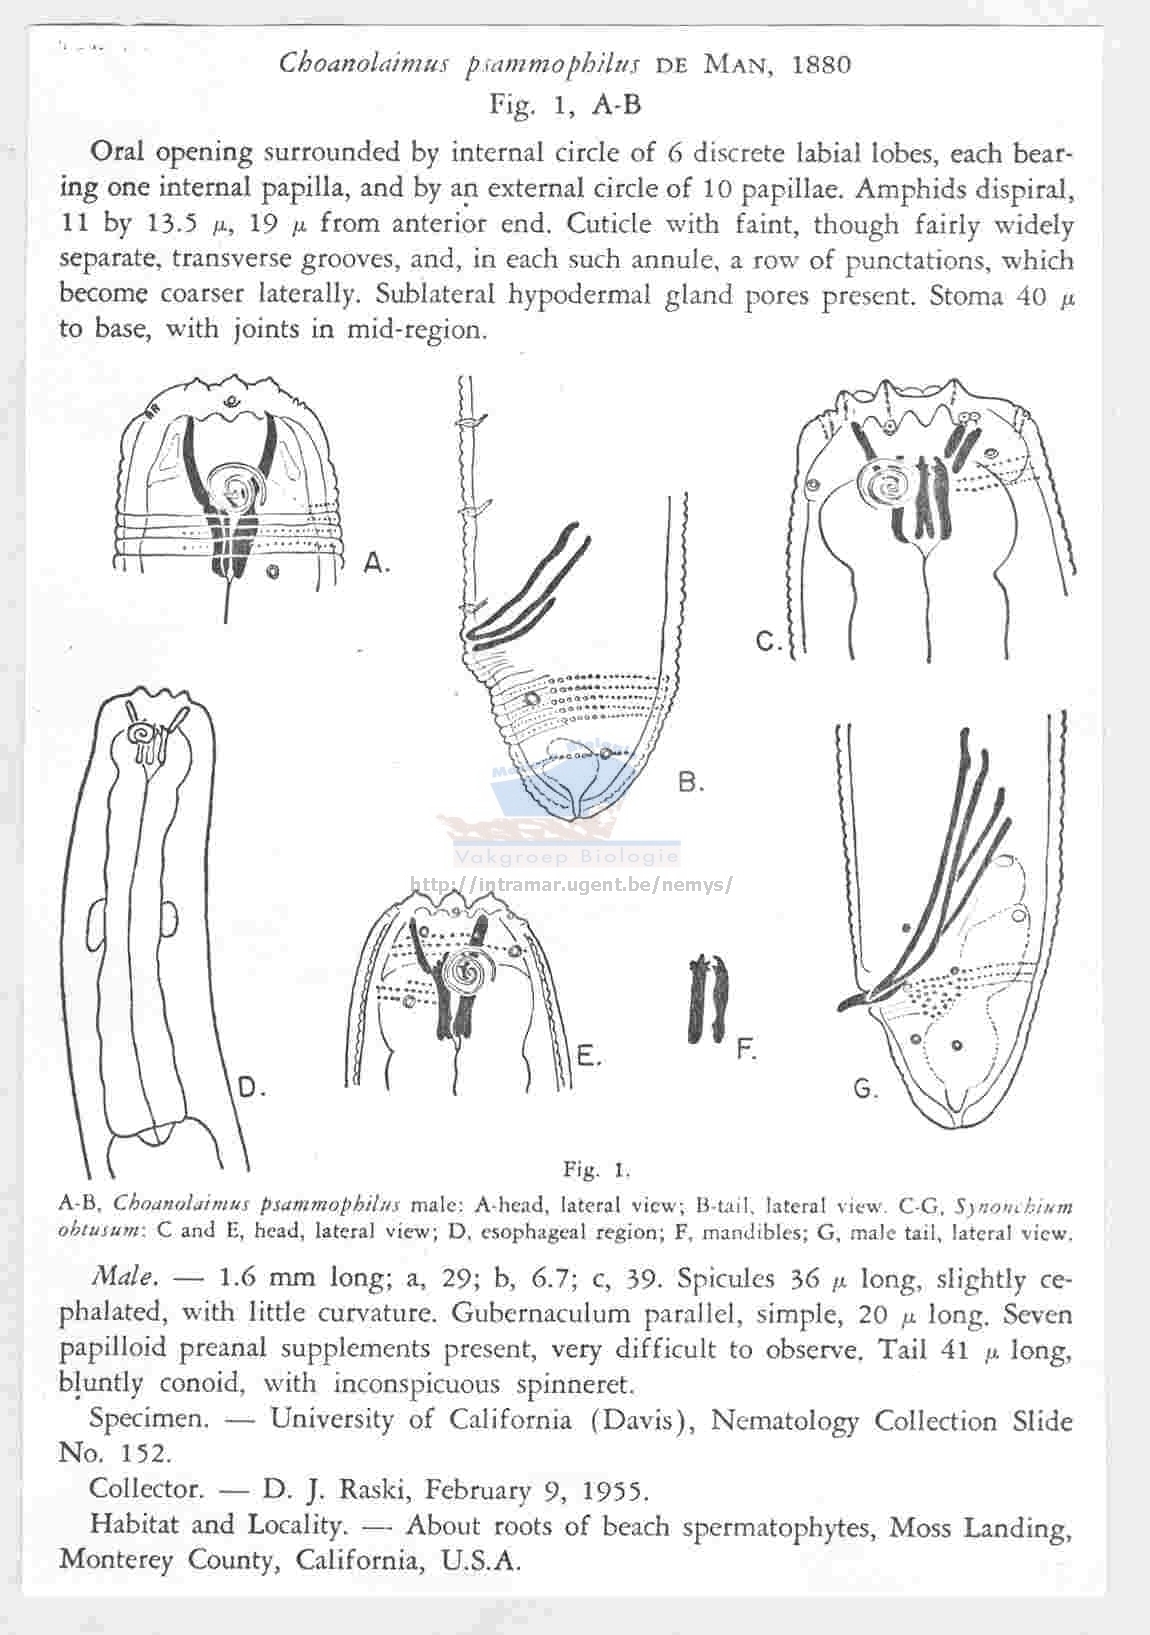 Choanolaimus psammophilus DE MAN, 1880
Fig. 1, A-B
Oral opening surrounded by internal circle of 6 discrete labial lobes, each bear-
ing one internal papilla, and by an external circle of 10 papillae. Amphids dispiral,
11 by 13.5 μ, 19 μ from anterior end. Cuticle with faint, though fairly widely
separate, transverse grooves, and, in each such annule, a row of punctations, which
become coarser laterally. Sublateral hypodermal gland pores present. Stoma 40 μ
to base, with joints in mid-region.
A.
C.
B.
Marine Biology
Vakgroep Biologie
http://intramar.ugent.be/nemys/
E.
F.
D.
G.
Fig. 1.
A-B, Choanolaimus psammophilus male: A-head, lateral view; B-tail, lateral view. C-G, Synonchium
obtusum: C and E, head, lateral view; D, esophageal region; F, mandibles; G, male tail, lateral view.
Male. — 1.6 mm long; a, 29; b, 6.7; c, 39. Spicules 36 μ long, slightly ce-
phalated, with little curvature. Gubernaculum parallel, simple, 20 μ long. Seven
papilloid preanal supplements present, very difficult to observe. Tail 41 μ long,
bluntly conoid, with inconspicuous spinneret.
Specimen. — University of California (Davis), Nematology Collection Slide
No. 152.
Collector. — D. J. Raski, February 9, 1955.
Habitat and Locality. — About roots of beach spermatophytes, Moss Landing,
Monterey County, California, U.S.A.